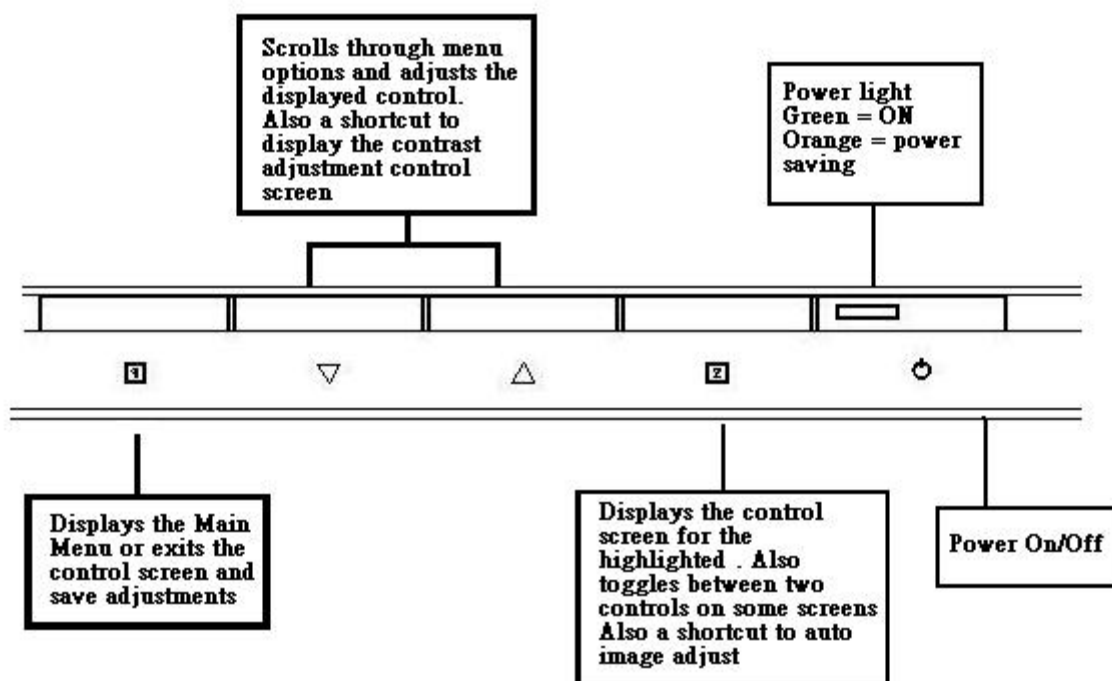 Scrolls through menu
options and adjusts the
displayed control.
Also a shortcut to
display the contrast
adjustment control
screen
Power light
Green = ON
Orange = power
saving
1
2
Displays the Main
Menu or exits the
control screen and
save adjustments
Displays the control
screen for the
highlighted . Also
toggles between two
controls on some screens
Also a shortcut to auto
image adjust
Power On/Off